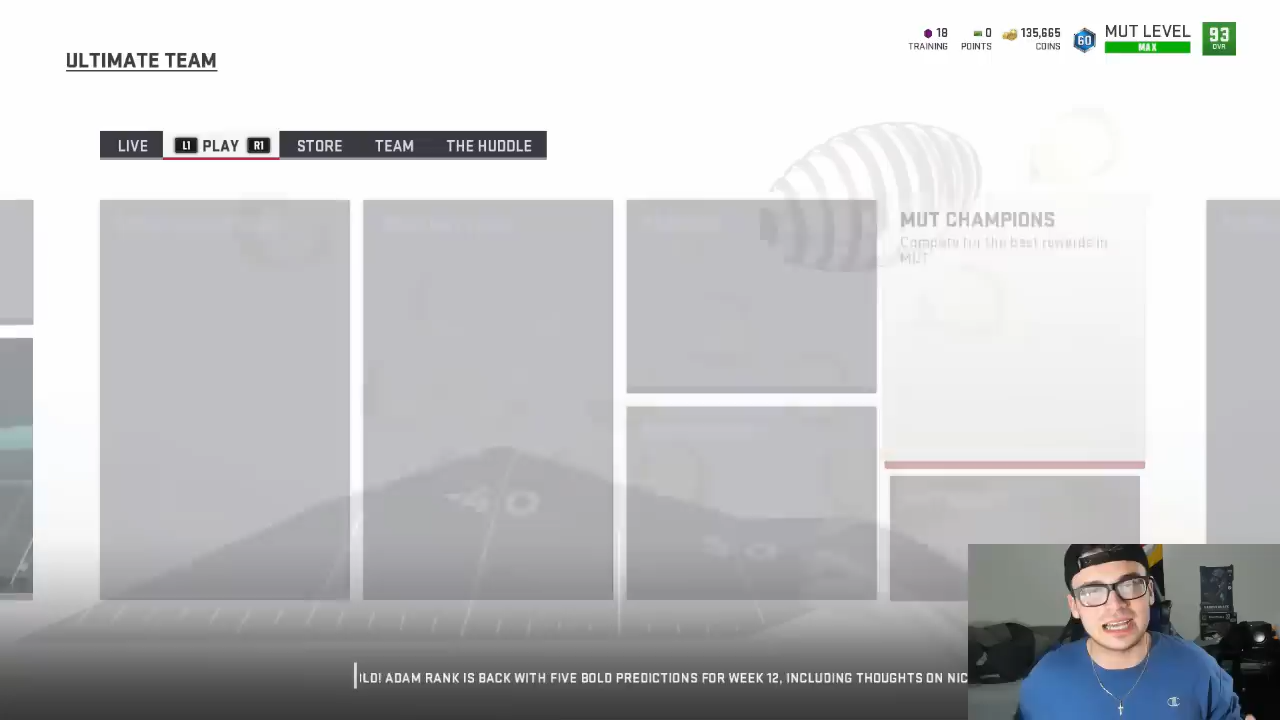 18
TRAINING
0
POINTS
135,665
COINS
60
MUT LEVEL
MAX
93
OVR
ULTIMATE TEAM
LIVE
L1 PLAY R1
STORE
TEAM
THE HUDDLE
MUT CHAMPIONS
Compete for the best rewards in
MUT
40
ILD! ADAM RANK IS BACK WITH FIVE BOLD PREDICTIONS FOR WEEK 12, INCLUDING THOUGHTS ON NIC